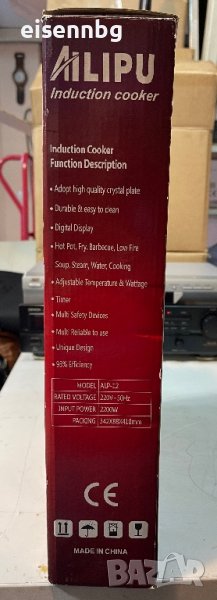 eisennbg
AiLIPU
Induction cooker
Induction Cooker
Function Description
• Adopt high quality crystal plate
• Durable & easy to clean
• Digital Display
• Hot Pot, Fry, Barbecue, Low Fire
Soup, Steam, Water, Cooking
• Adjustable Temperature & Wattage
• Timer
• Multi Safety Devices
• Multi Reliable to use
• Unique Design
• 93% Efficiency
MODEL ALP-12
RATED VOLTAGE 220V~50Hz
INPUT POWER 2200W
PACKING 342X88X418mm
CE
MADE IN CHINA
BAZAR